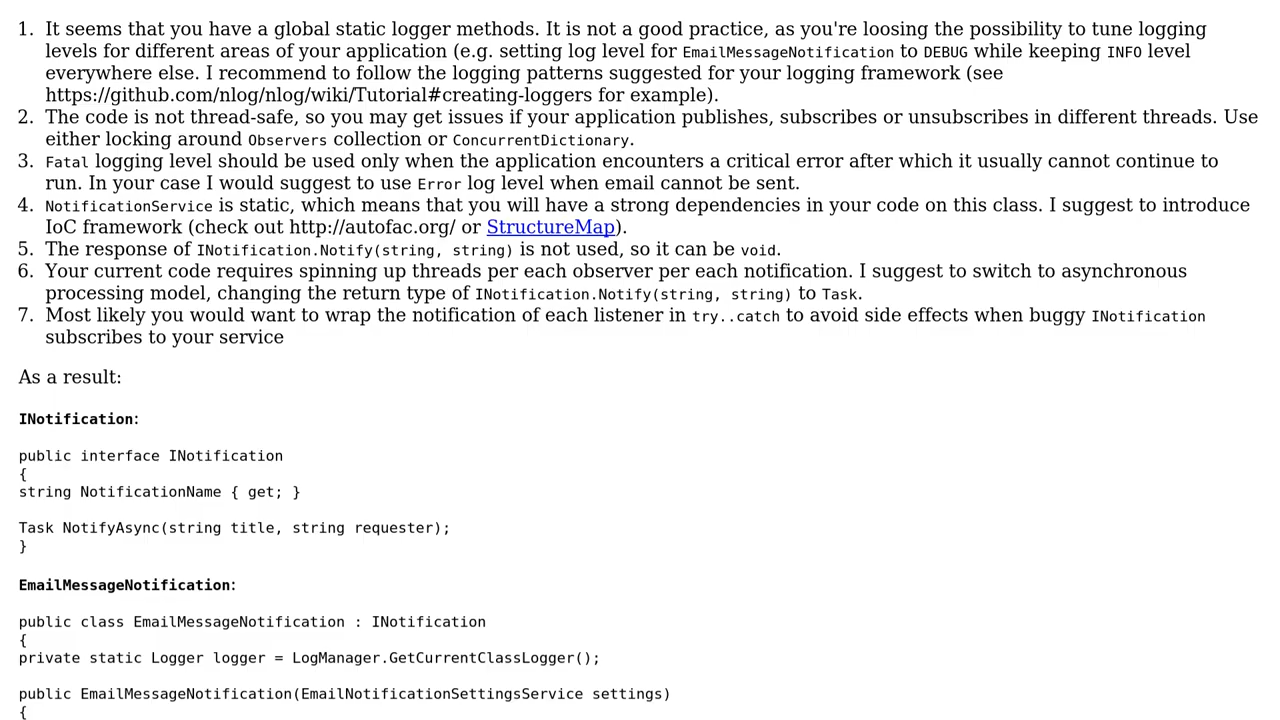 1. It seems that you have a global static logger methods. It is not a good practice, as you're loosing the possibility to tune logging
levels for different areas of your application (e.g. setting log level for EmailMessageNotification to DEBUG while keeping INFO level
everywhere else. I recommend to follow the logging patterns suggested for your logging framework (see
https://github.com/nlog/nlog/wiki/Tutorial#creating-loggers for example).
2. The code is not thread-safe, so you may get issues if your application publishes, subscribes or unsubscribes in different threads. Use
either locking around Observers collection or ConcurrentDictionary.
3. Fatal logging level should be used only when the application encounters a critical error after which it usually cannot continue to
run. In your case I would suggest to use Error log level when email cannot be sent.
4. NotificationService is static, which means that you will have a strong dependencies in your code on this class. I suggest to introduce
IoC framework (check out http://autofac.org/ or StructureMap).
5. The response of INotification.Notify(string, string) is not used, so it can be void.
6. Your current code requires spinning up threads per each observer per each notification. I suggest to switch to asynchronous
processing model, changing the return type of INotification.Notify(string, string) to Task.
7. Most likely you would want to wrap the notification of each listener in try..catch to avoid side effects when buggy INotification
subscribes to your service
As a result:
INotification:
public interface INotification
{
string NotificationName { get; }
Task NotifyAsync(string title, string requester);
}
EmailMessageNotification:
public class EmailMessageNotification : INotification
{
private static Logger logger = LogManager.GetCurrentClassLogger();
public EmailMessageNotification(EmailNotificationSettingsService settings)
{